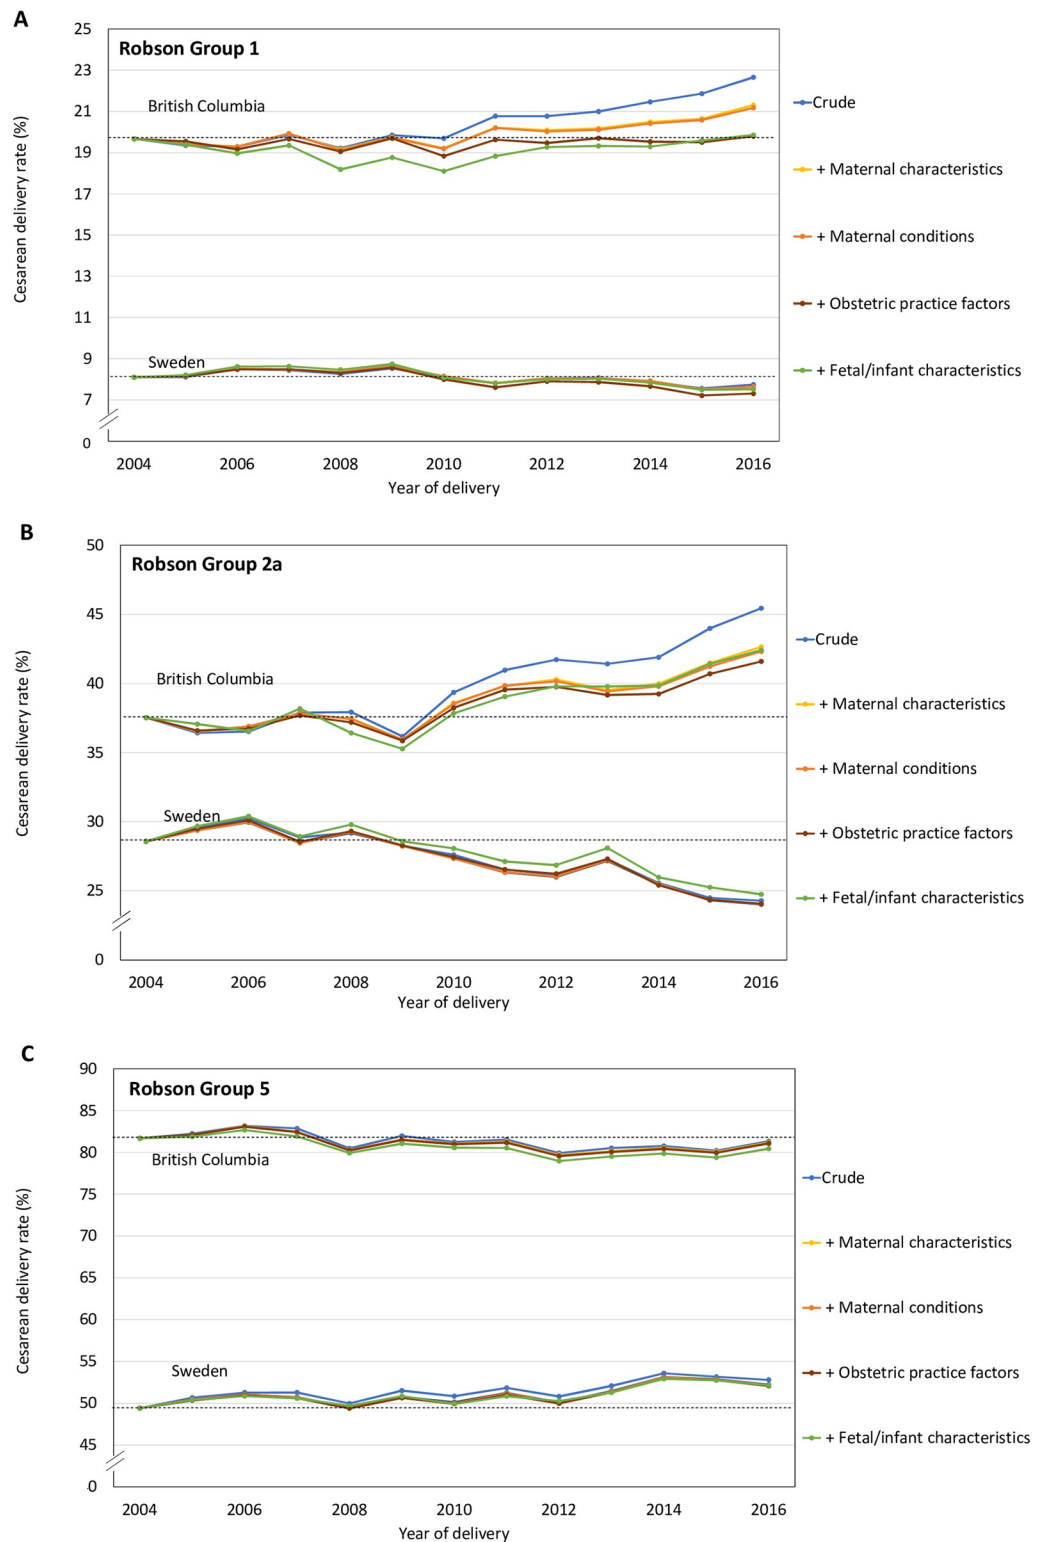 A
Robson Group 1
Cesarean delivery rate (%)
25
23
21
19
17
15
13
11
9
7
0
British Columbia
Sweden
2004 2006 2008 2010 2012 2014 2016
Year of delivery
Crude
+ Maternal characteristics
+ Maternal conditions
+ Obstetric practice factors
+ Fetal/infant characteristics
B
Robson Group 2a
Cesarean delivery rate (%)
50
45
40
35
30
25
0
British Columbia
Sweden
2004 2006 2008 2010 2012 2014 2016
Year of delivery
Crude
+ Maternal characteristics
+ Maternal conditions
+ Obstetric practice factors
+ Fetal/infant characteristics
C
Robson Group 5
Cesarean delivery rate (%)
90
85
80
75
70
65
60
55
50
45
0
British Columbia
Sweden
2004 2006 2008 2010 2012 2014 2016
Year of delivery
Crude
+ Maternal characteristics
+ Maternal conditions
+ Obstetric practice factors
+ Fetal/infant characteristics